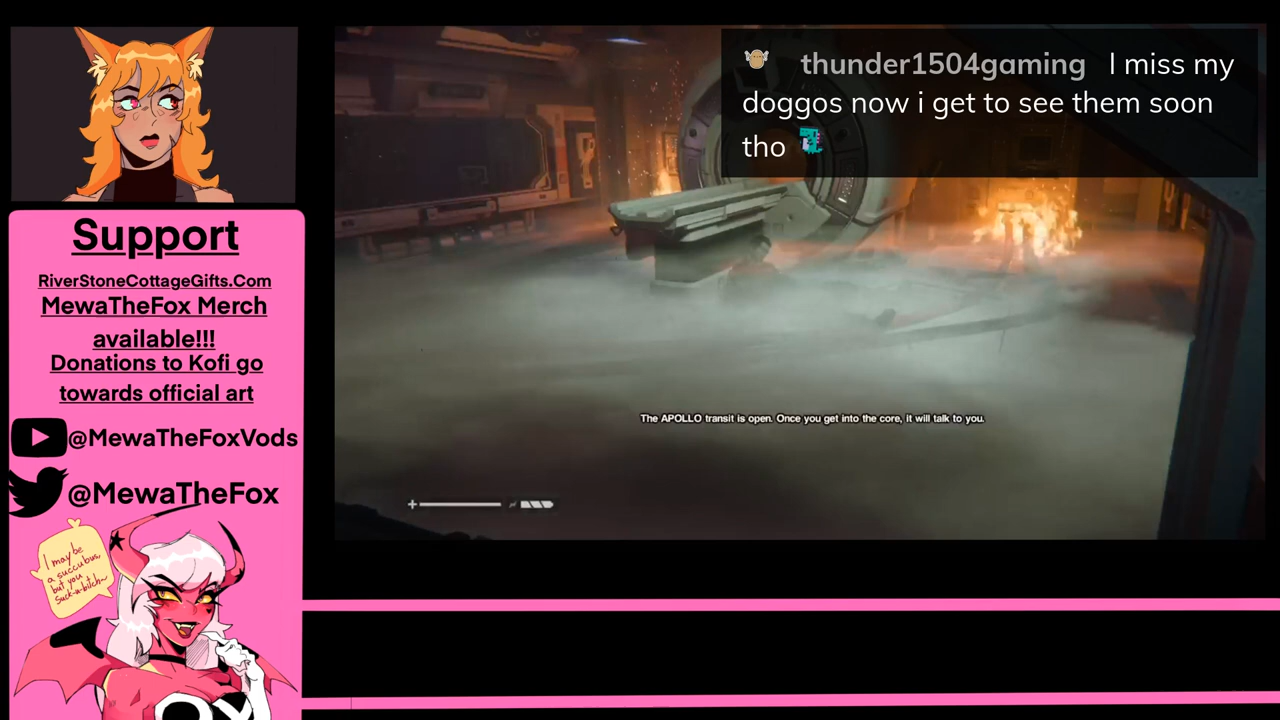 thunder1504gaming I miss my
doggos now i get to see them soon
tho
Support
RiverStoneCottageGifts.Com
MewaTheFox Merch
available!!!
Donations to Kofi go
towards official art
@MewaTheFoxVods
@MewaTheFox
I maybe
a succubus,
but you
suck-a-bitch~
The APOLLO transit is open. Once you get into the core, it will talk to you.